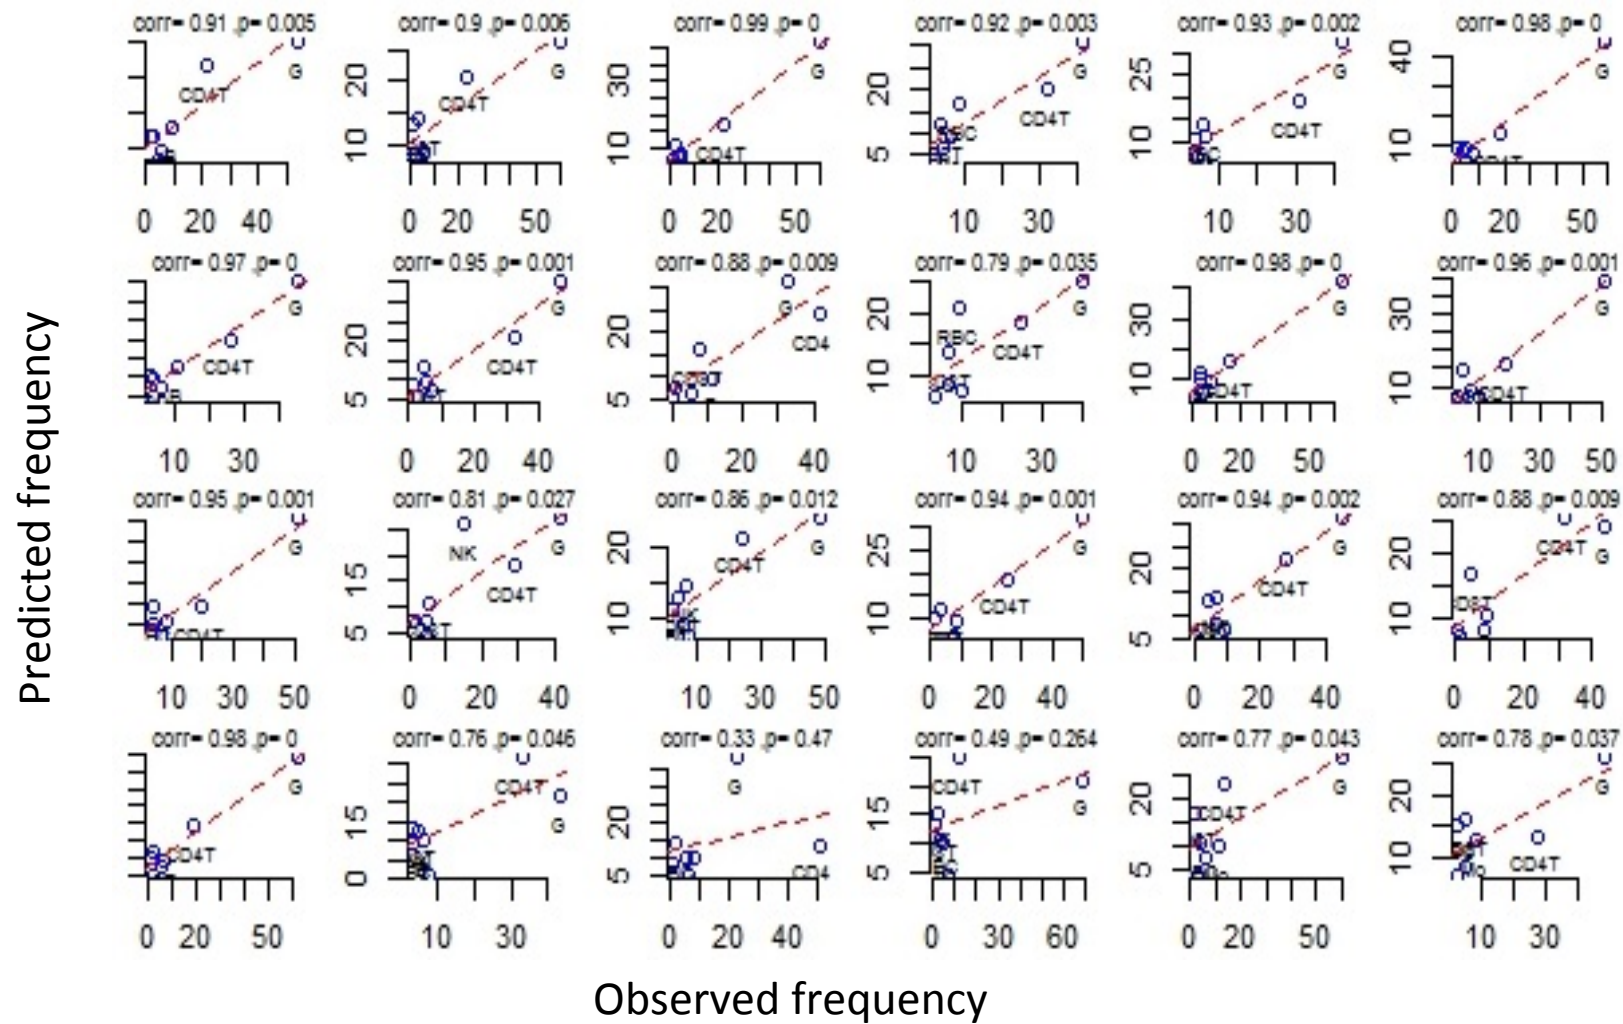 corr= 0.91 ,p= 0.005
corr= 0.9 ,p= 0.006
corr= 0.99 ,p= 0
corr= 0.92 ,p= 0.003
corr= 0.93 ,p= 0.002
corr= 0.98 ,p= 0
G
CD4T
0 20 40
10 20
G
CD4T
0 20 50
10 30
G
CD4T
0 20 50
5 20
G
CD4T
10 30
10 25
G
CD4T
10 30
10 40
G
CD4T
0 20 50
corr= 0.97 ,p= 0
corr= 0.95 ,p= 0.001
corr= 0.88 ,p= 0.009
corr= 0.79 ,p= 0.035
corr= 0.98 ,p= 0
corr= 0.96 ,p= 0.001
G
CD4T
10 30
5 20
G
CD4T
0 20 40
5 20
G
CD4
0 20 40
10 20
G
RBC
CD4T
10 30
10 30
G
CD4T
0 20 50
10 30
G
CD4T
10 30 50
corr= 0.95 ,p= 0.001
corr= 0.81 ,p= 0.027
corr= 0.86 ,p= 0.012
corr= 0.94 ,p= 0.001
corr= 0.94 ,p= 0.002
corr= 0.88 ,p= 0.009
G
CD4T
10 30 50
5 15
NK
G
CD4T
0 20 40
10 20
CD4T
G
10 30 50
10 25
G
CD4T
0 20 40
5 20
G
CD4T
0 20 40
10 20
CD4T
G
0 20 40
corr= 0.98 ,p= 0
corr= 0.76 ,p= 0.046
corr= 0.33 ,p= 0.47
corr= 0.49 ,p= 0.264
corr= 0.77 ,p= 0.043
corr= 0.78 ,p= 0.037
G
CD4T
0 20 50
0 15
CD4T
G
10 30
5 20
G
CD4
0 20 40
5 15
CD4T
G
0 30 60
5 20
G
CD4T
0 20 50
10 20
G
CD4T
10 30
Predicted frequency
Observed frequency